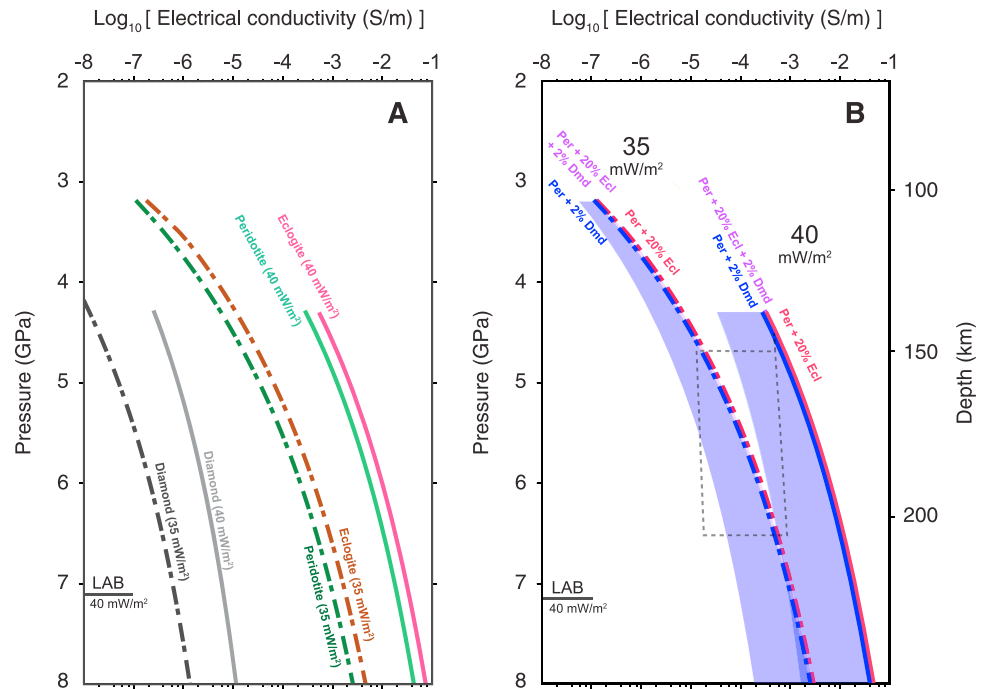 Log10 [ Electrical conductivity (S/m) ]
-8 -7 -6 -5 -4 -3 -2 -1
Pressure (GPa)
2
3
4
5
6
7
8
A
Peridotite (40 mW/m²)
Eclogite (40 mW/m²)
Diamond (35 mW/m²)
Diamond (40 mW/m²)
Peridotite (35 mW/m²)
Eclogite (35 mW/m²)
LAB
40 mW/m²
Log10 [ Electrical conductivity (S/m) ]
-8 -7 -6 -5 -4 -3 -2 -1
Pressure (GPa)
2
3
4
5
6
7
8
B
Per + 20% Ecl
+ 2% Dmd
35
mW/m²
Per + 2% Dmd
Per + 20% Ecl
Per + 20% Ecl + 2% Dmd
Per + 2% Dmd
40
mW/m²
Per + 20% Ecl
LAB
40 mW/m²
100
150
200
Depth (km)